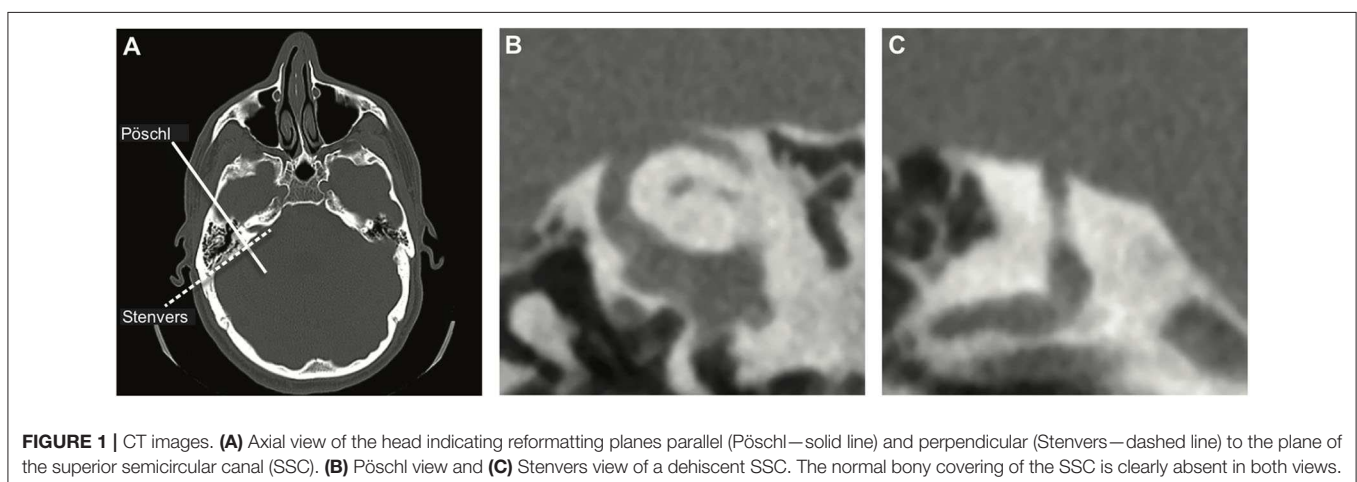 A
B
C
Pöschl
Stenvers
FIGURE 1 | CT images. (A) Axial view of the head indicating reformatting planes parallel (Pöschl—solid line) and perpendicular (Stenvers—dashed line) to the plane of
the superior semicircular canal (SSC). (B) Pöschl view and (C) Stenvers view of a dehiscent SSC. The normal bony covering of the SSC is clearly absent in both views.